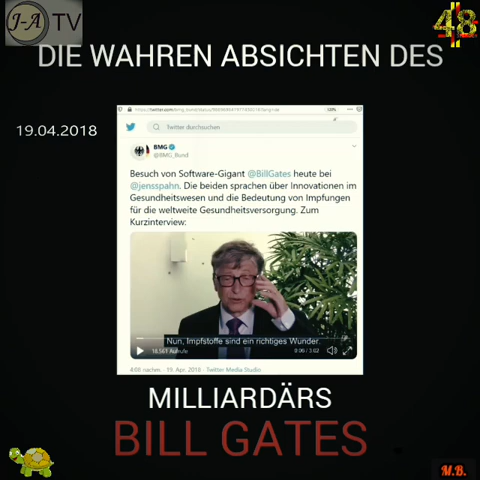 J-A TV
48
DIE WAHREN ABSICHTEN DES
19.04.2018
Twitter durchsuchen
BMG
@BMG_Bund
Besuch von Software-Gigant @BillGates heute bei
@jensspahn. Die beiden sprachen über Innovationen im
Gesundheitswesen und die Bedeutung von Impfungen
für die weltweite Gesundheitsversorgung. Zum
Kurzinterview:
Nun, Impfstoffe sind ein richtiges Wunder.
18.561 Aufrufe
0:06 / 3:02
19. Apr. 2018 · Twitter Media Studio
MILLIARDÄRS
BILL GATES
M.B.